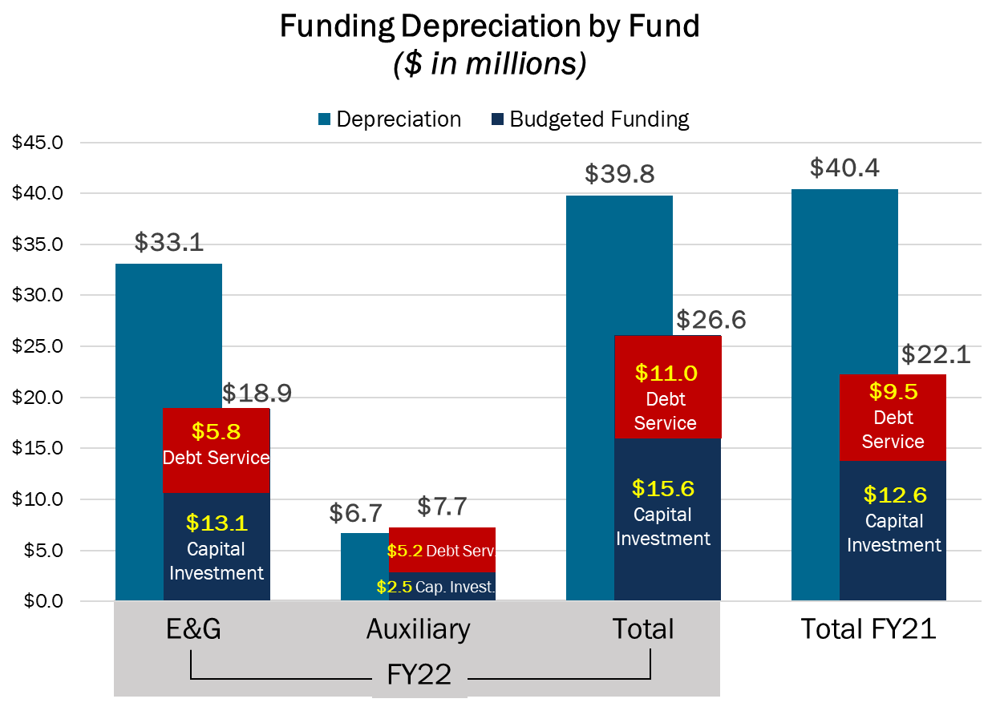 Funding Depreciation by Fund
($ in millions)
Depreciation
Budgeted Funding
$45.0
$40.0
$35.0
$30.0
$25.0
$20.0
$15.0
$10.0
$5.0
$0.0
$33.1
$18.9
$5.8
Debt Service
$13.1
Capital
Investment
$6.7
$7.7
$5.2 Debt Serv.
$2.5 Cap. Invest.
$39.8
$26.6
$11.0
Debt
Service
$15.6
Capital
Investment
$40.4
$22.1
$9.5
Debt
Service
$12.6
Capital
Investment
E&G
Auxiliary
Total
Total FY21
FY22